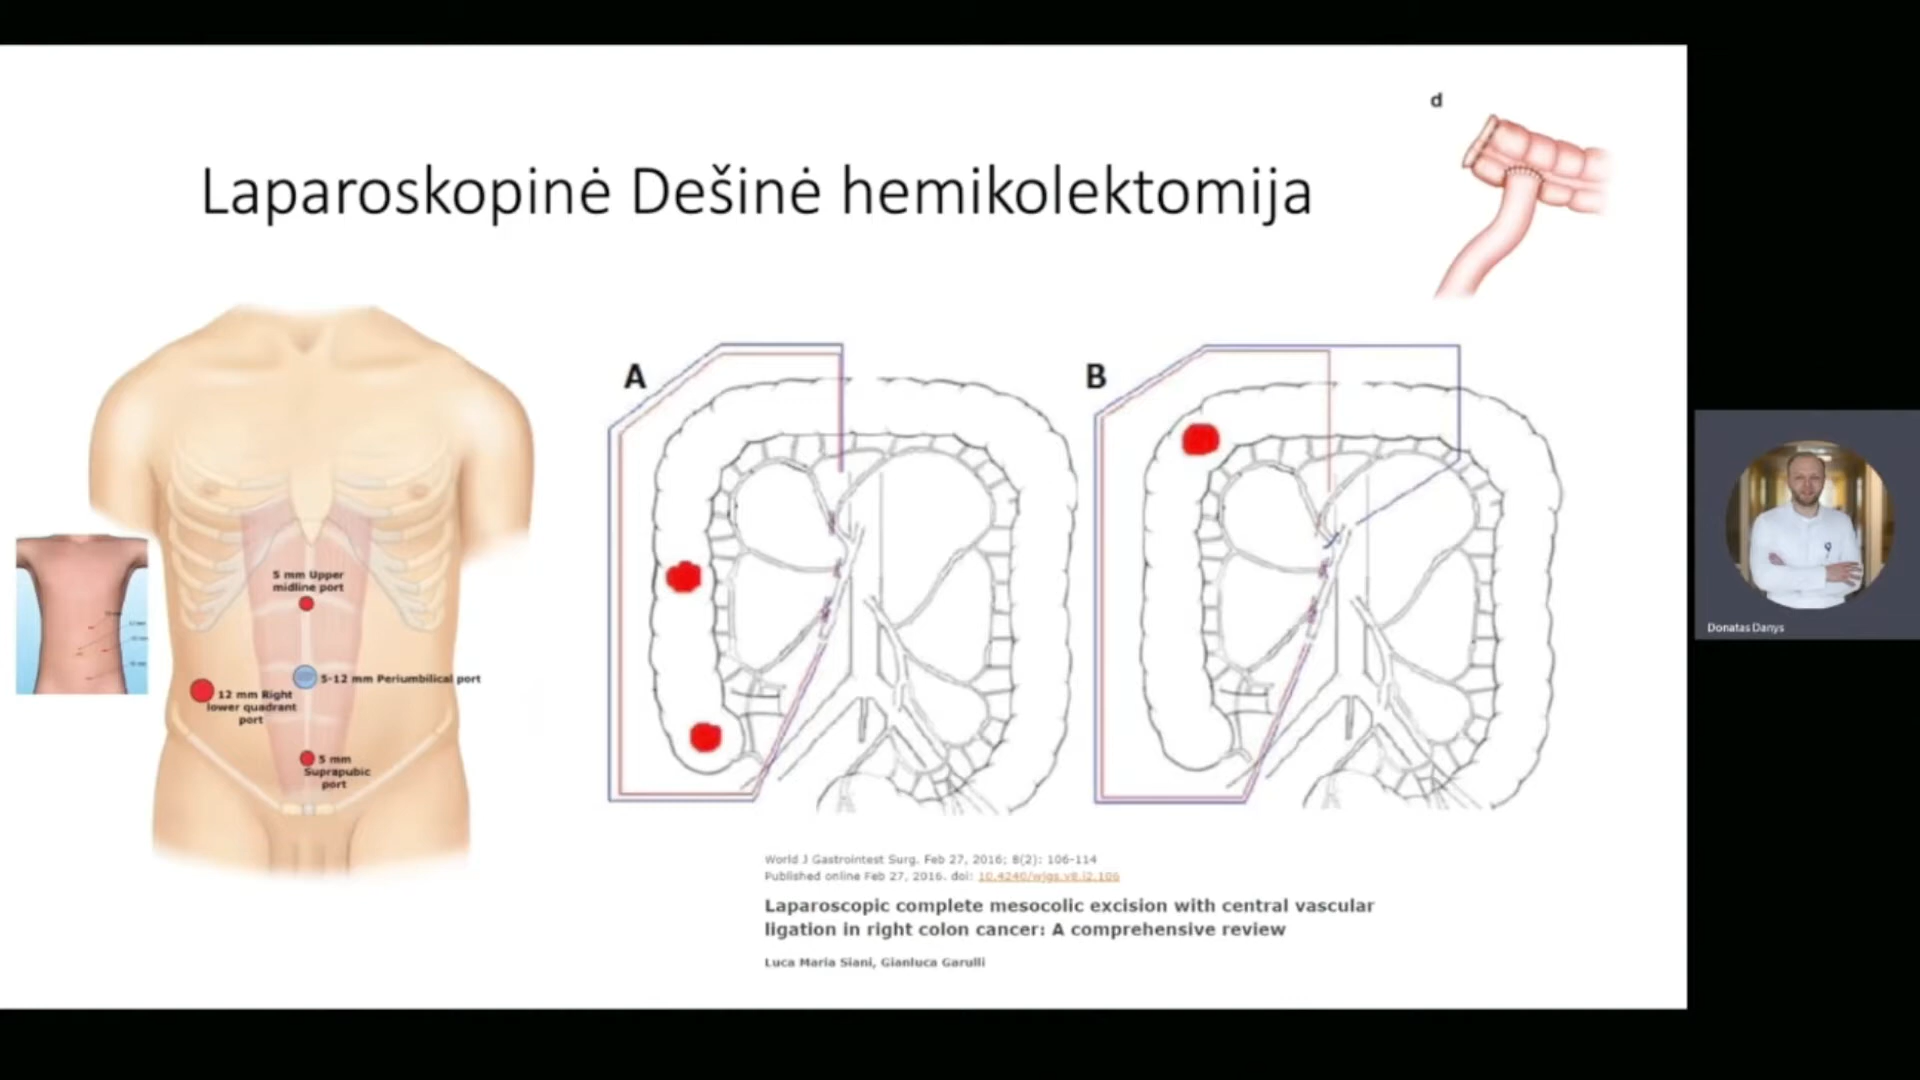 d
Laparoskopinė Dešinė hemikolektomija
A
B
5 mm Upper
midline port
5-12 mm Periumbilical port
12 mm Right
lower quadrant
port
5 mm
Suprapubic
port
Donatas Danys
World J Gastrointest Surg. Feb 27, 2016; 8(2): 106-114
Published online Feb 27, 2016. doi: 10.4240/wjgs.v8.i2.106
Laparoscopic complete mesocolic excision with central vascular
ligation in right colon cancer: A comprehensive review
Luca Maria Siani, Gianluca Garulli